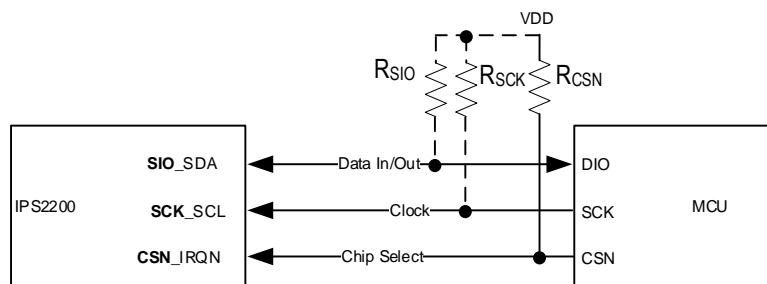 VDD
RSIO RSCK RCSN
SIO_SDA Data In/Out DIO
IPS2200 SCK_SCL Clock SCK MCU
CSN_IRQN Chip Select CSN